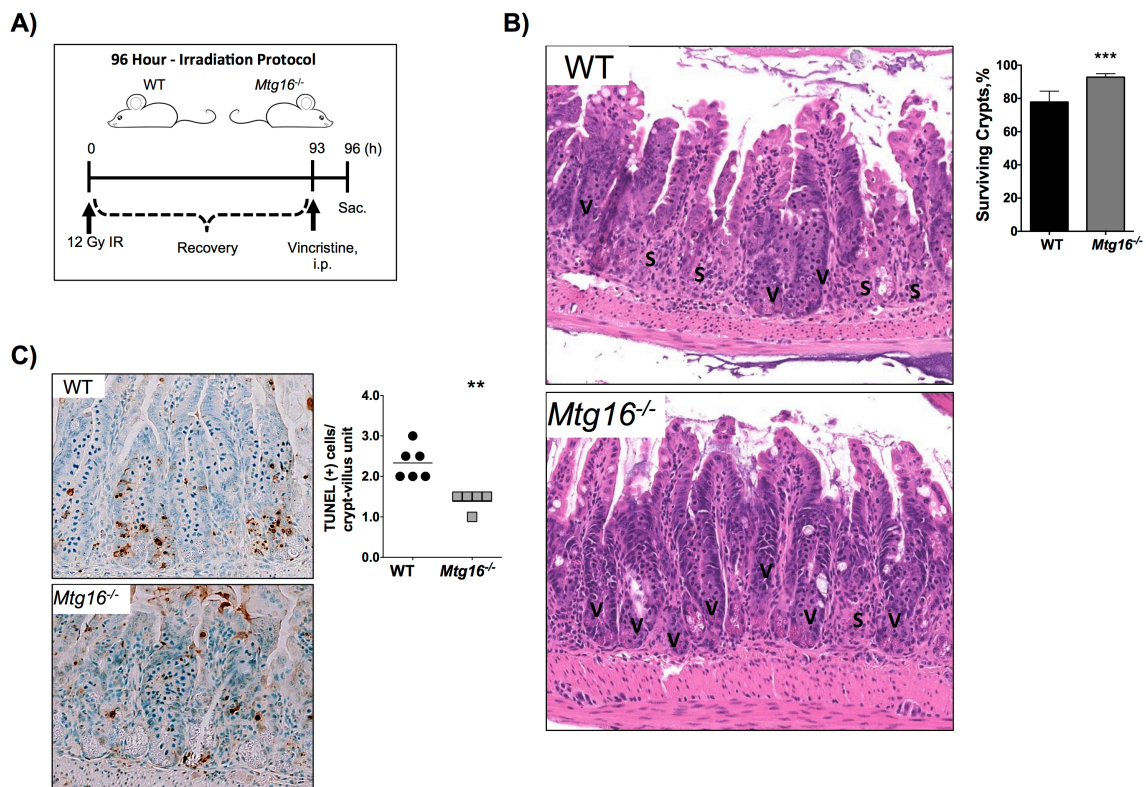 A)
96 Hour - Irradiation Protocol
WT
Mtg16-/-
0
93
96 (h)
Sac.
12 Gy IR
Recovery
Vincristine,
i.p.
B)
WT
V
S
S
V
V
S
S
Mtg16-/-
V
V
V
V
V
V
S
V
***
Surviving Crypts,%
100
80
60
40
20
0
WT
Mtg16-/-
C)
WT
Mtg16-/-
**
TUNEL (+) cells/
crypt-villus unit
4.0
3.0
2.0
1.0
0.0
WT
Mtg16-/-